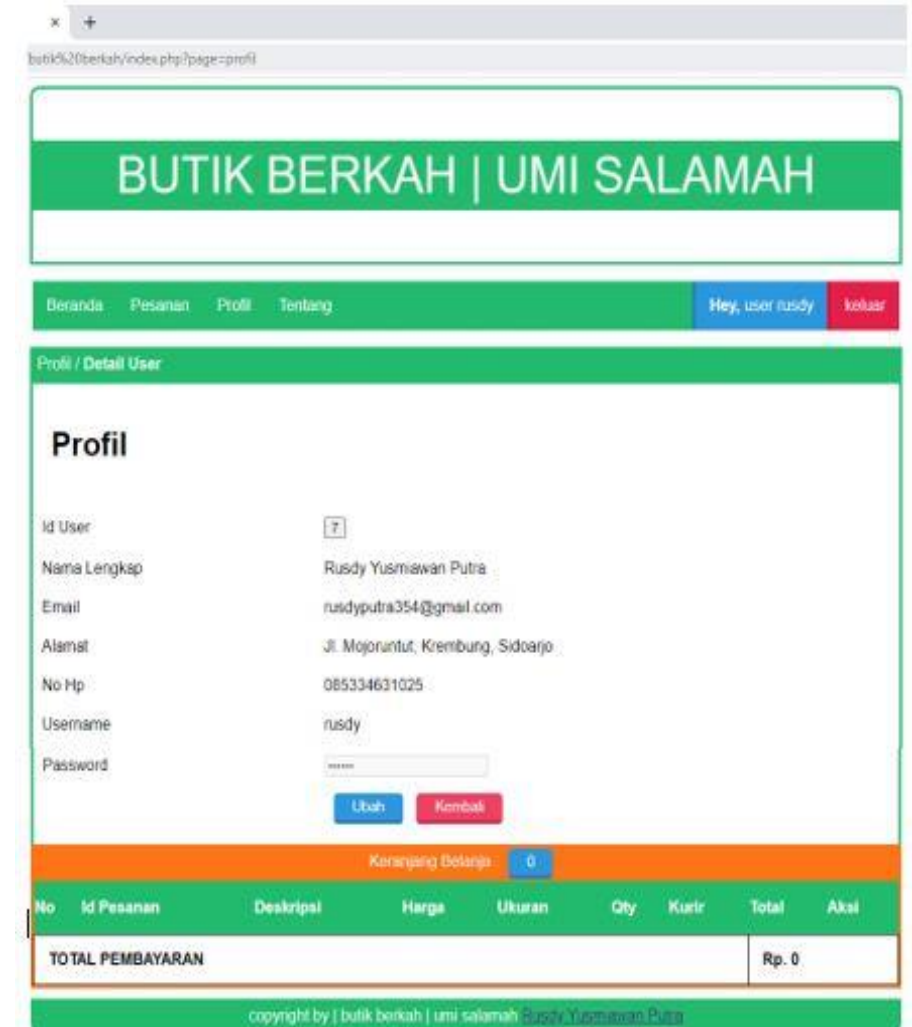 × +
butik%20berkah/index.php?page=profil
BUTIK BERKAH | UMI SALAMAH
Beranda Pesanan Profil Tentang Hey, user rusdy keluar
Profil / Detail User
Profil
Id User 7
Nama Lengkap Rusdy Yusmiawan Putra
Email rusdyputra354@gmail.com
Alamat Jl. Mojoruntut, Krembung, Sidoarjo
No Hp 085334631025
Username rusdy
Password ••••••
Ubah Kembali
Keranjang Belanja 0
No Id Pesanan Deskripsi Harga Ukuran Qty Kurir Total Aksi
TOTAL PEMBAYARAN Rp. 0
copyright by | butik berkah | umi salamah Rusdy Yusmiawan Putra